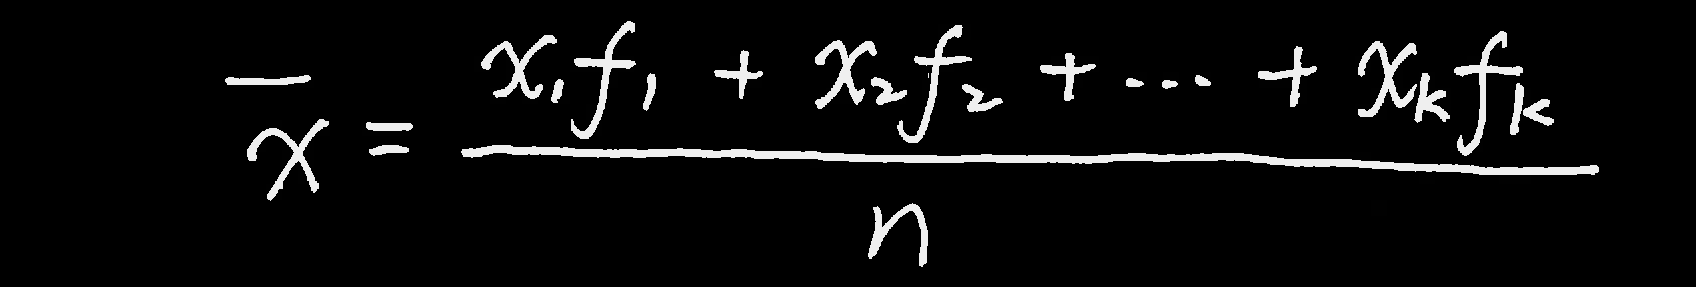 x̄ = (x₁f₁ + x₂f₂ + ... + xₖfₖ) / n